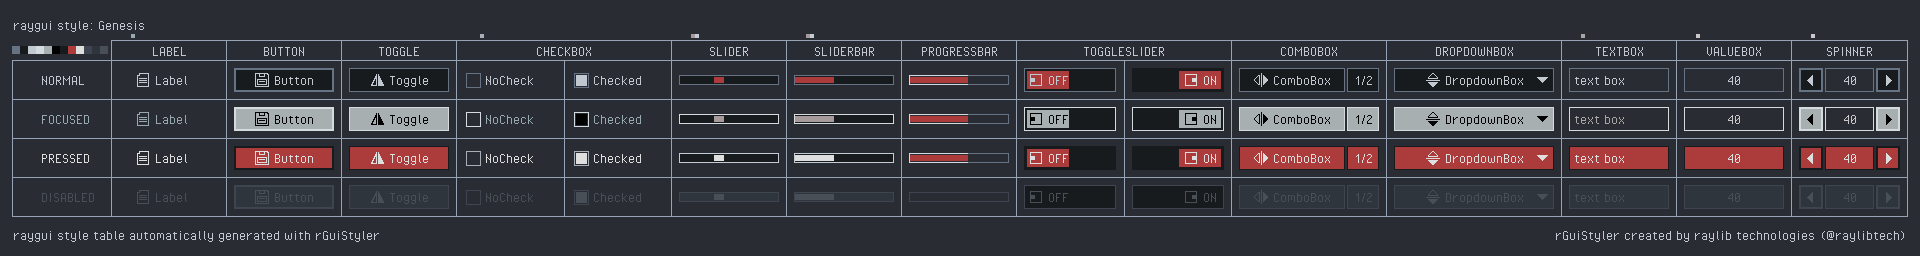 raygui style: Genesis
LABEL BUTTON TOGGLE CHECKBOX SLIDER SLIDERBAR PROGRESSBAR TOGGLESLIDER COMBOBOX DROPDOWNBOX TEXTBOX VALUEBOX SPINNER
NORMAL Label Button Toggle NoCheck Checked OFF ON ComboBox 1/2 DropdownBox text box 40 40
FOCUSED Label Button Toggle NoCheck Checked OFF ON ComboBox 1/2 DropdownBox text box 40 40
PRESSED Label Button Toggle NoCheck Checked OFF ON ComboBox 1/2 DropdownBox text box 40 40
DISABLED Label Button Toggle NoCheck Checked OFF ON ComboBox 1/2 DropdownBox text box 40 40
raygui style table automatically generated with rGuiStyler
rGuiStyler created by raylib technologies (@raylibtech)